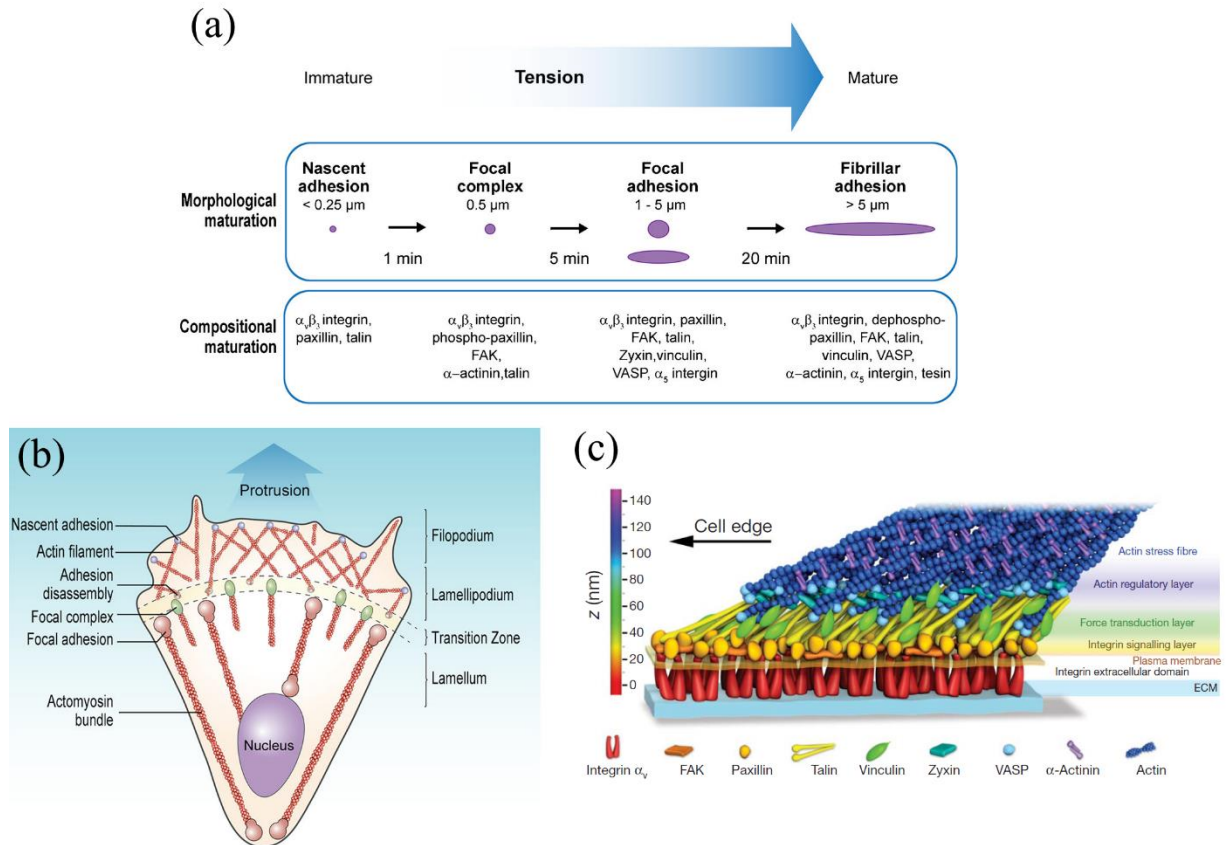 (a)
Immature
Tension
Mature
Morphological
maturation
Nascent
adhesion
< 0.25 μm
1 min
Focal
complex
0.5 μm
5 min
Focal
adhesion
1 - 5 μm
20 min
Fibrillar
adhesion
> 5 μm
Compositional
maturation
αvβ3 integrin,
paxillin, talin
αvβ3 integrin,
phospho-paxillin,
FAK,
α–actinin,talin
αvβ3 integrin, paxillin,
FAK, talin,
Zyxin,vinculin,
VASP, α5 intergin
αvβ3 integrin, dephospho-
paxillin, FAK, talin,
vinculin, VASP,
α–actinin, α5 intergin, tesin
(b)
Protrusion
Nascent adhesion
Actin filament
Adhesion
disassembly
Focal complex
Focal adhesion
Actomyosin
bundle
Nucleus
Filopodium
Lamellipodium
Transition Zone
Lamellum
(c)
z (nm)
140
120
100
80
60
40
20
0
Cell edge
Actin stress fibre
Actin regulatory layer
Force transduction layer
Integrin signalling layer
Plasma membrane
Integrin extracellular domain
ECM
Integrin αv
FAK
Paxillin
Talin
Vinculin
Zyxin
VASP
α-Actinin
Actin